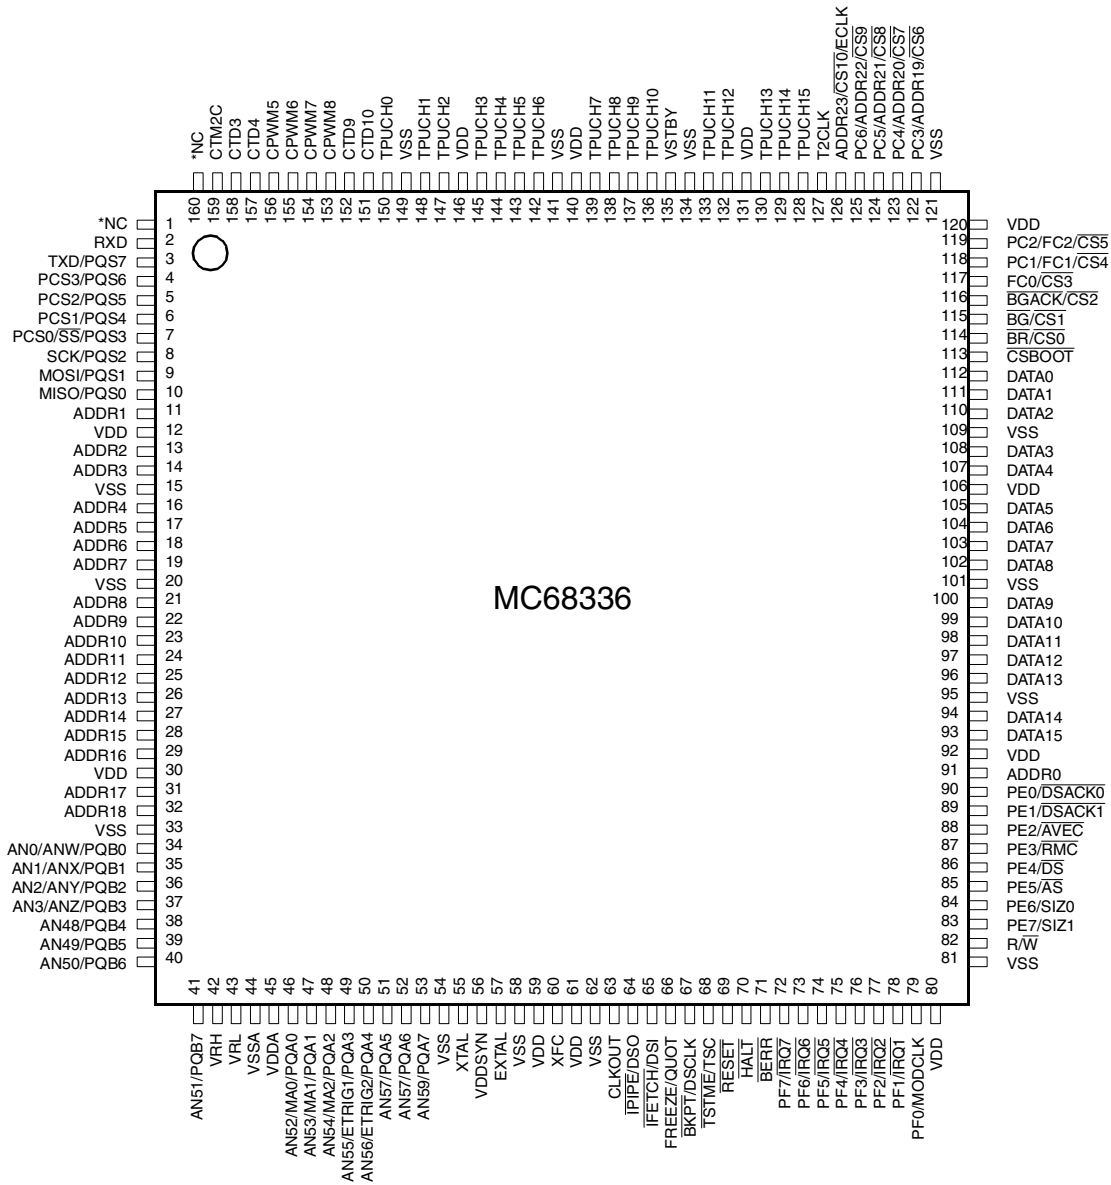 *NC 160
CTM2C 159
CTD3 158
CTD4 157
CPWM5 156
CPWM6 155
CPWM7 154
CPWM8 153
CTD9 152
CTD10 151
TPUCH0 150
VSS 149
TPUCH1 148
TPUCH2 147
VDD 146
TPUCH3 145
TPUCH4 144
TPUCH5 143
TPUCH6 142
VSS 141
VDD 140
TPUCH7 139
TPUCH8 138
TPUCH9 137
TPUCH10 136
VSTBY 135
VSS 134
TPUCH11 133
TPUCH12 132
VDD 131
TPUCH13 130
TPUCH14 129
TPUCH15 128
T2CLK 127
ADDR23/CS10/ECLK 126
PC6/ADDR22/CS9 125
PC5/ADDR21/CS8 124
PC4/ADDR20/CS7 123
PC3/ADDR19/CS6 122
VSS 121
*NC 1
RXD 2
TXD/PQS7 3
PCS3/PQS6 4
PCS2/PQS5 5
PCS1/PQS4 6
PCS0/SS/PQS3 7
SCK/PQS2 8
MOSI/PQS1 9
MISO/PQS0 10
ADDR1 11
VDD 12
ADDR2 13
ADDR3 14
VSS 15
ADDR4 16
ADDR5 17
ADDR6 18
ADDR7 19
VSS 20
ADDR8 21
ADDR9 22
ADDR10 23
ADDR11 24
ADDR12 25
ADDR13 26
ADDR14 27
ADDR15 28
ADDR16 29
VDD 30
ADDR17 31
ADDR18 32
VSS 33
AN0/ANW/PQB0 34
AN1/ANX/PQB1 35
AN2/ANY/PQB2 36
AN3/ANZ/PQB3 37
AN48/PQB4 38
AN49/PQB5 39
AN50/PQB6 40
MC68336
120 VDD
119 PC2/FC2/CS5
118 PC1/FC1/CS4
117 FC0/CS3
116 BGACK/CS2
115 BG/CS1
114 BR/CS0
113 CSBOOT
112 DATA0
111 DATA1
110 DATA2
109 VSS
108 DATA3
107 DATA4
106 VDD
105 DATA5
104 DATA6
103 DATA7
102 DATA8
101 VSS
100 DATA9
99 DATA10
98 DATA11
97 DATA12
96 DATA13
95 VSS
94 DATA14
93 DATA15
92 VDD
91 ADDR0
90 PE0/DSACK0
89 PE1/DSACK1
88 PE2/AVEC
87 PE3/RMC
86 PE4/DS
85 PE5/AS
84 PE6/SIZ0
83 PE7/SIZ1
82 R/W
81 VSS
41 AN51/PQB7
42 VRH
43 VRL
44 VSSA
45 VDDA
46 AN52/MA0/PQA0
47 AN53/MA1/PQA1
48 AN54/MA2/PQA2
49 AN55/ETRIG1/PQA3
50 AN56/ETRIG2/PQA4
51 AN57/PQA5
52 AN57/PQA6
53 AN59/PQA7
54 VSS
55 XTAL
56 VDDSYN
57 EXTAL
58 VSS
59 VDD
60 XFC
61 VDD
62 VSS
63 CLKOUT
64 IPIPE/DSO
65 IFETCH/DSI
66 FREEZE/QUOT
67 BKPT/DSCLK
68 TSTME/TSC
69 RESET
70 HALT
71 BERR
72 PF7/IRQ7
73 PF6/IRQ6
74 PF5/IRQ5
75 PF4/IRQ4
76 PF3/IRQ3
77 PF2/IRQ2
78 PF1/IRQ1
79 PF0/MODCLK
80 VDD